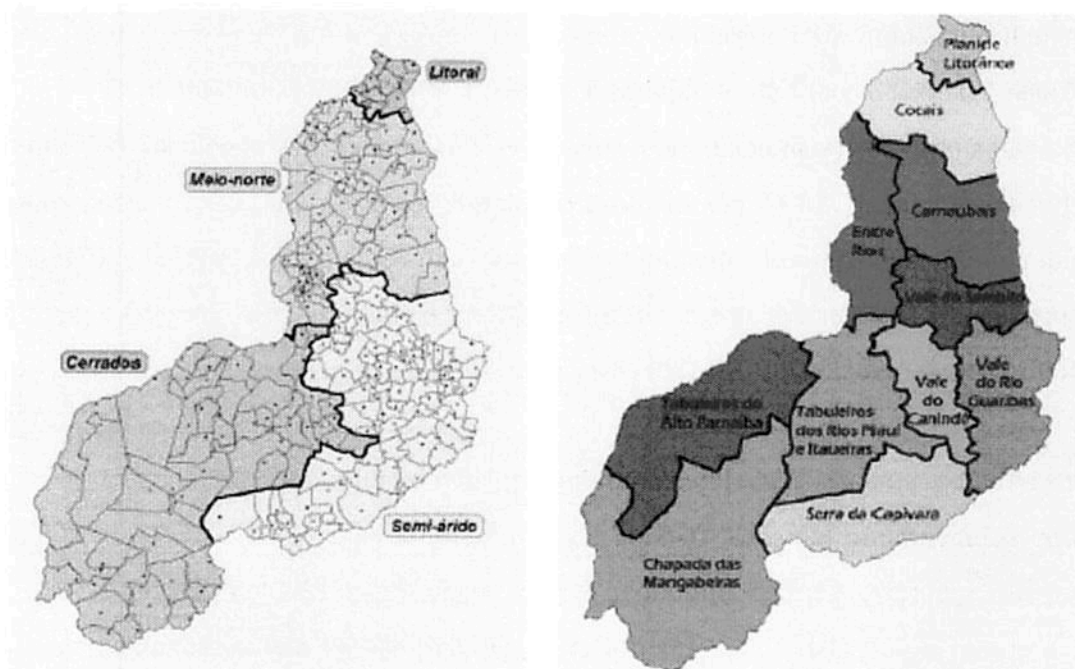 Litoral
Meio-norte
Cerrados
Semi-árido
Planície
Litorânea
Cocais
Carnaubais
Entre
Rios
Vale do Sambito
Vale
do Rio
Guaribas
Vale
do
Canindé
Tabuleiros do
Alto Parnaíba
Tabuleiros
dos Rios Piauí
e Itaueiras
Serra da Capivara
Chapada das
Mangabeiras